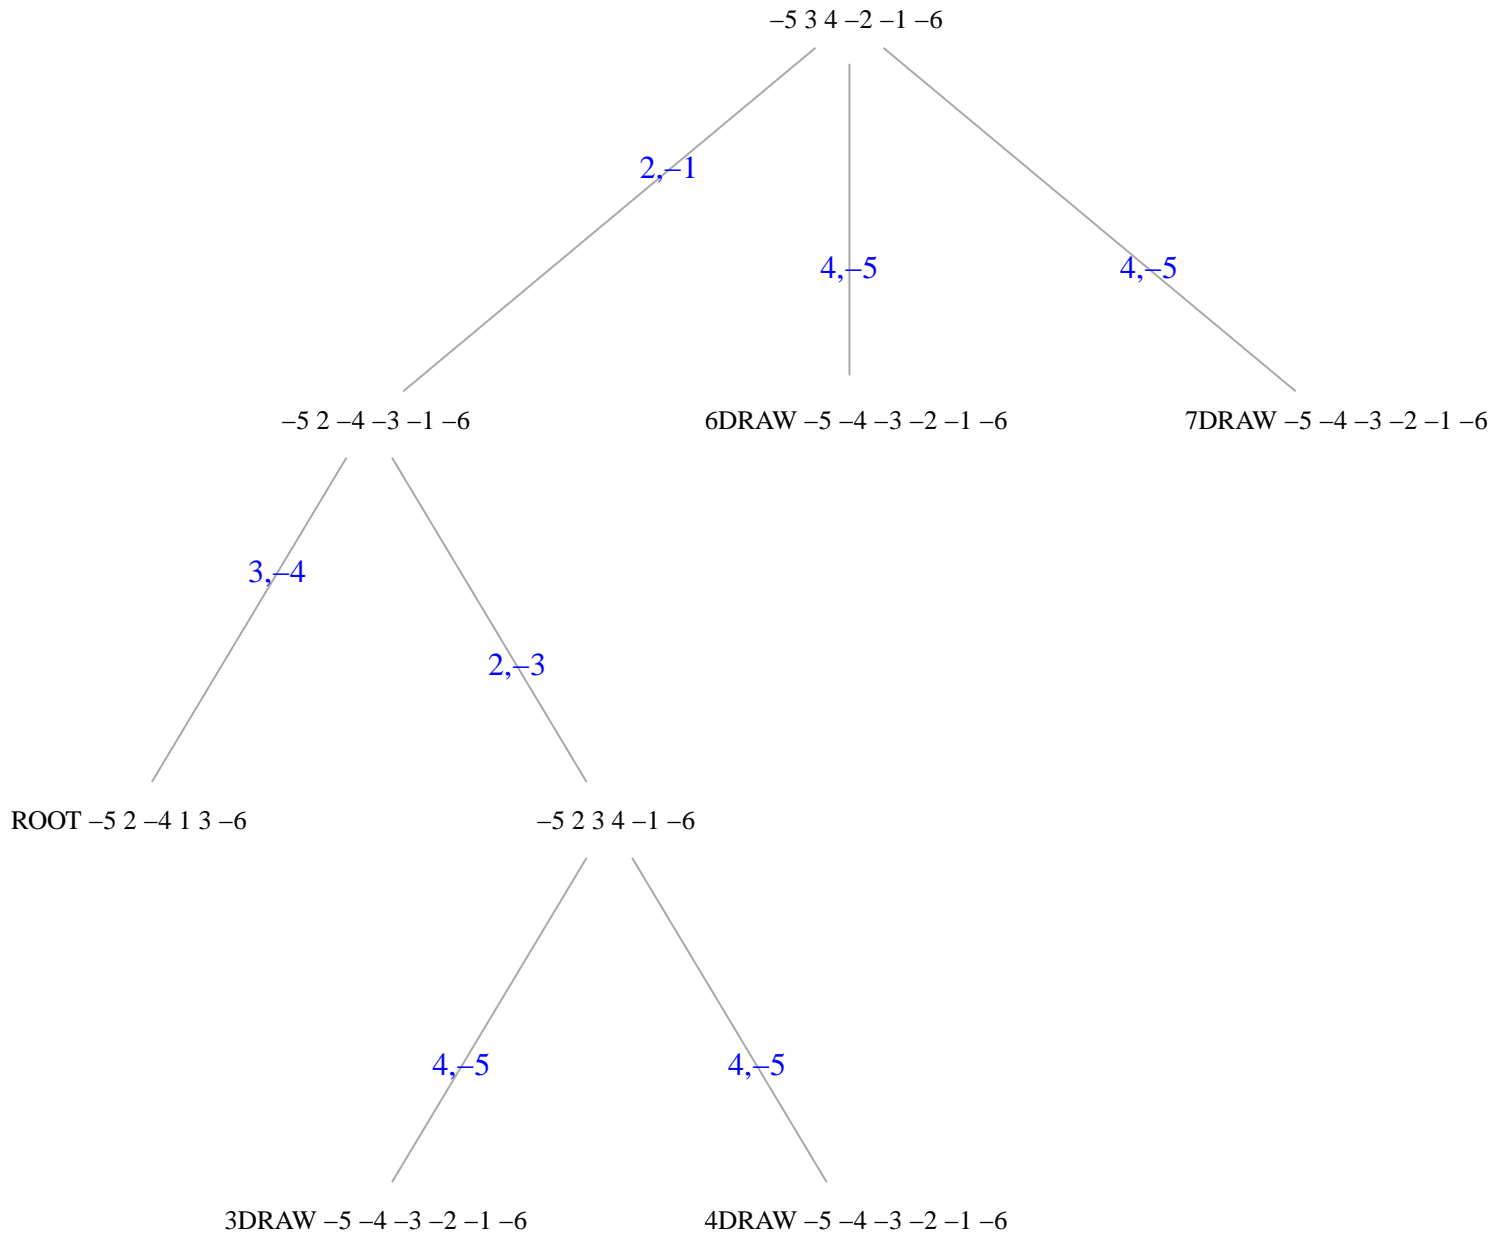 –5 3 4 –2 –1 –6
2,–1
4,–5
4,–5
–5 2 –4 –3 –1 –6
6DRAW –5 –4 –3 –2 –1 –6
7DRAW –5 –4 –3 –2 –1 –6
3,–4
2,–3
ROOT –5 2 –4 1 3 –6
–5 2 3 4 –1 –6
4,–5
4,–5
3DRAW –5 –4 –3 –2 –1 –6
4DRAW –5 –4 –3 –2 –1 –6